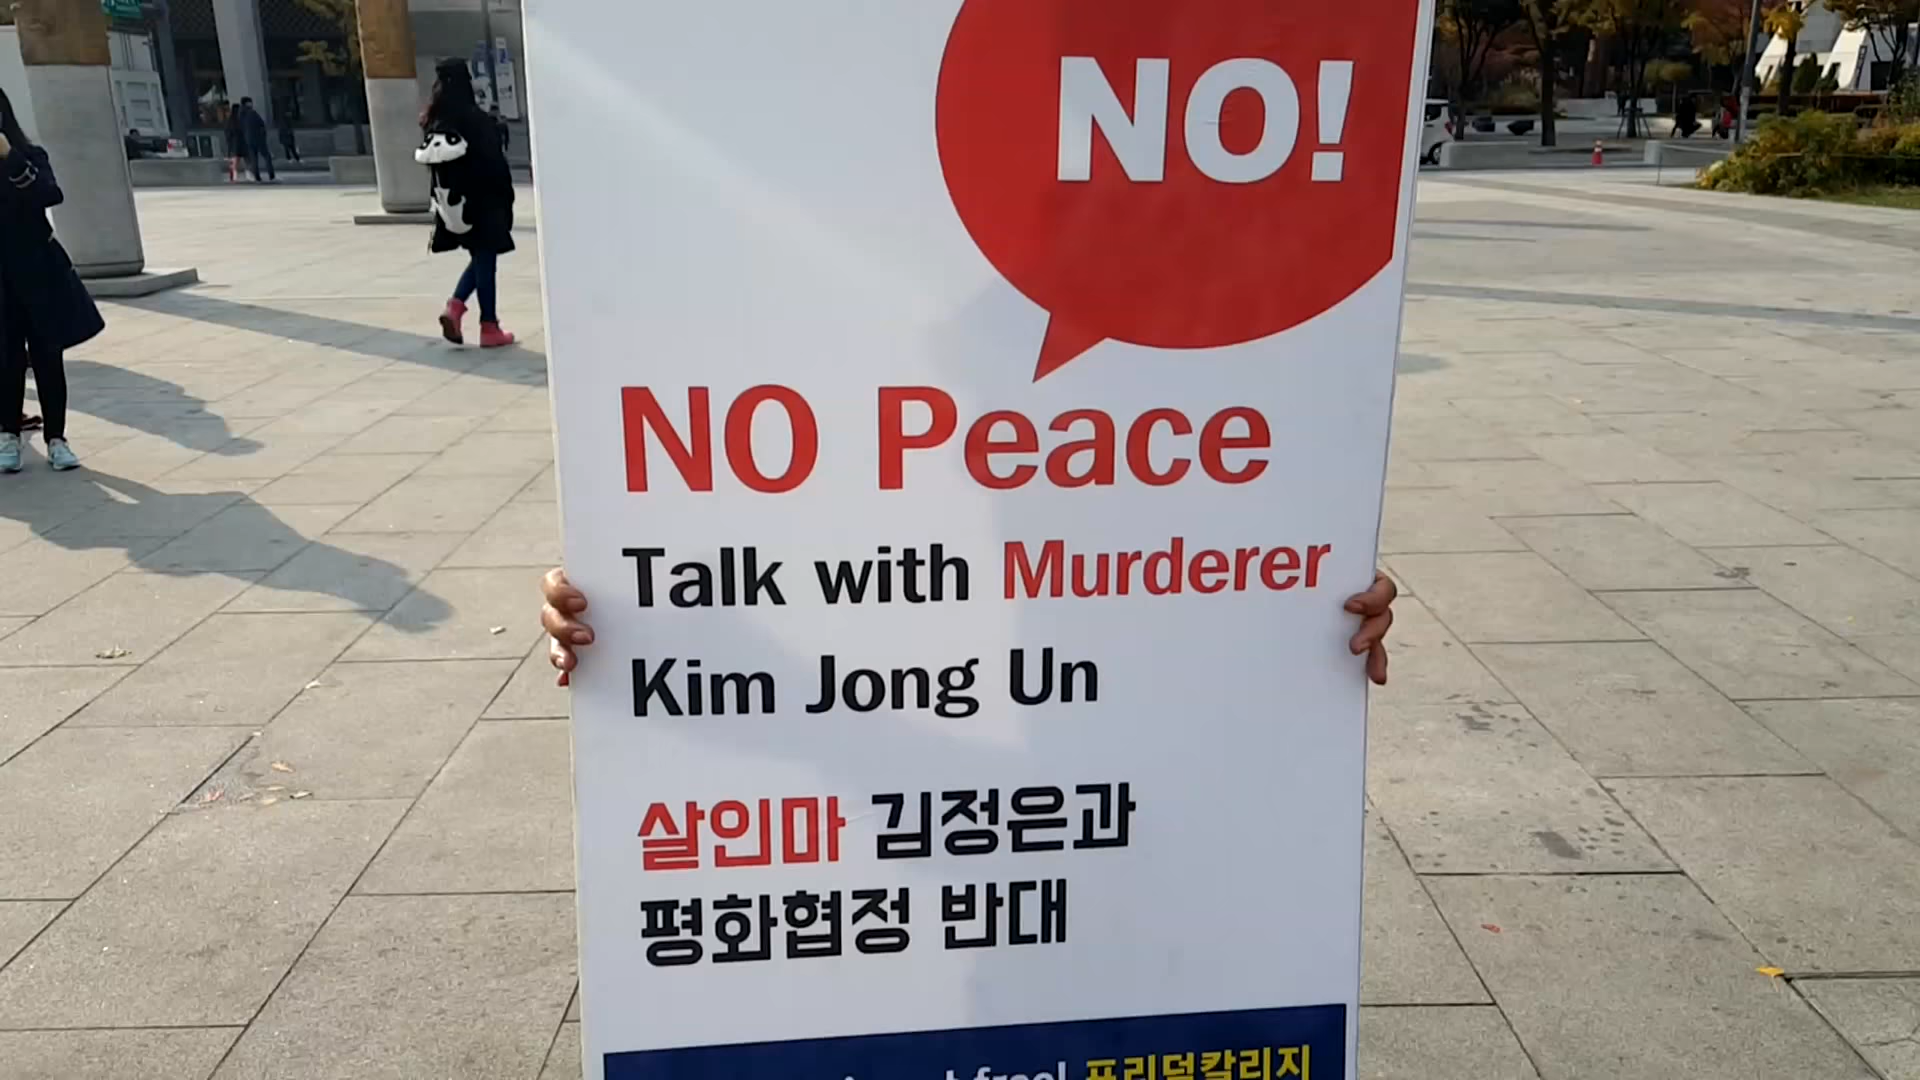 NO!
NO Peace
Talk with Murderer
Kim Jong Un
살인마 김정은과
평화협정 반대
프리덤칼리지